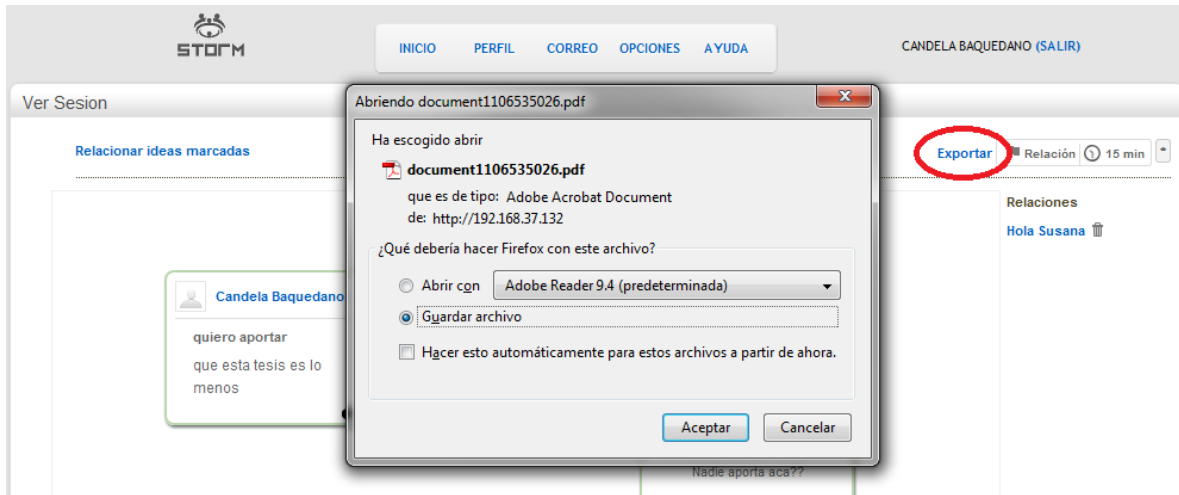 STORM
INICIO PERFIL CORREO OPCIONES AYUDA
CANDELA BAQUEDANO (SALIR)
Ver Sesion
Abriendo document1106535026.pdf
Ha escogido abrir
document1106535026.pdf
que es de tipo: Adobe Acrobat Document
de: http://192.168.37.132
¿Qué debería hacer Firefox con este archivo?
Abrir con Adobe Reader 9.4 (predeterminada)
Guardar archivo
Hacer esto automáticamente para estos archivos a partir de ahora.
Aceptar Cancelar
Relacionar ideas marcadas
Exportar Relación 15 min
Relaciones
Hola Susana
Candela Baquedano
quiero aportar
que esta tesis es lo
menos
Nadie aporta aca??